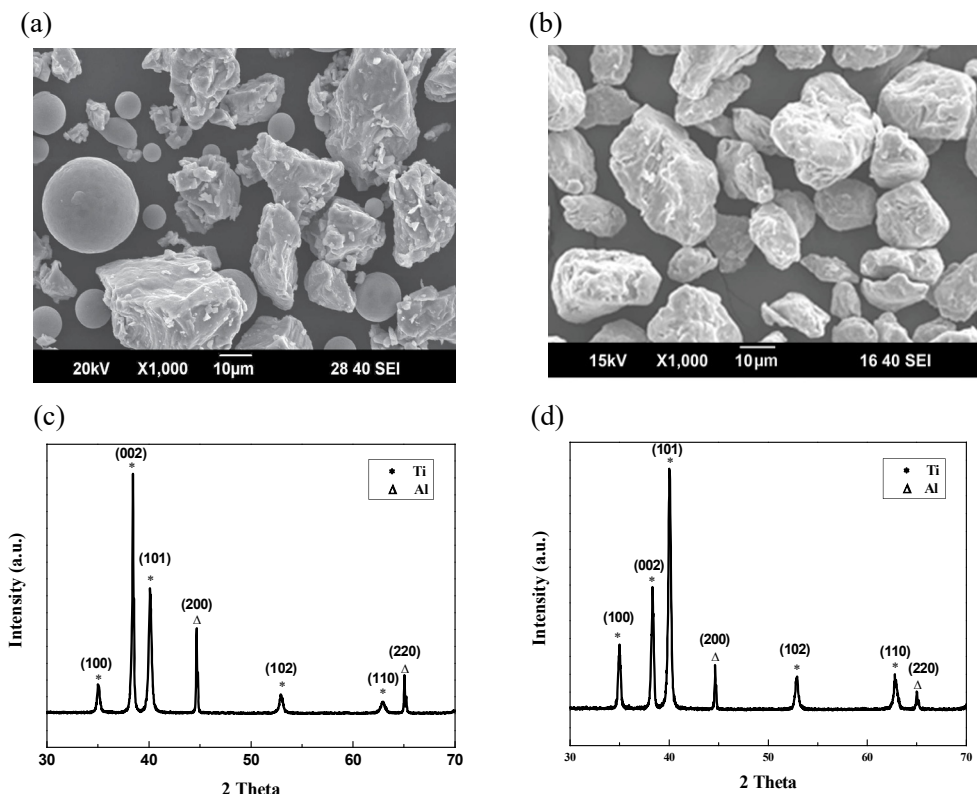 (a)
(b)
20kV X1,000 10µm 28 40 SEI
15kV X1,000 10µm 16 40 SEI
(c)
(d)
(002)
*
(101)
*
(200)
Δ
(100)
*
(102)
*
(110)
*
(220)
Δ
* Ti
Δ Al
Intensity (a.u.)
30 40 50 60 70
2 Theta
(101)
*
(002)
*
(100)
*
(200)
Δ
(102)
*
(110)
*
(220)
Δ
* Ti
Δ Al
Intensity (a.u.)
30 40 50 60 70
2 Theta